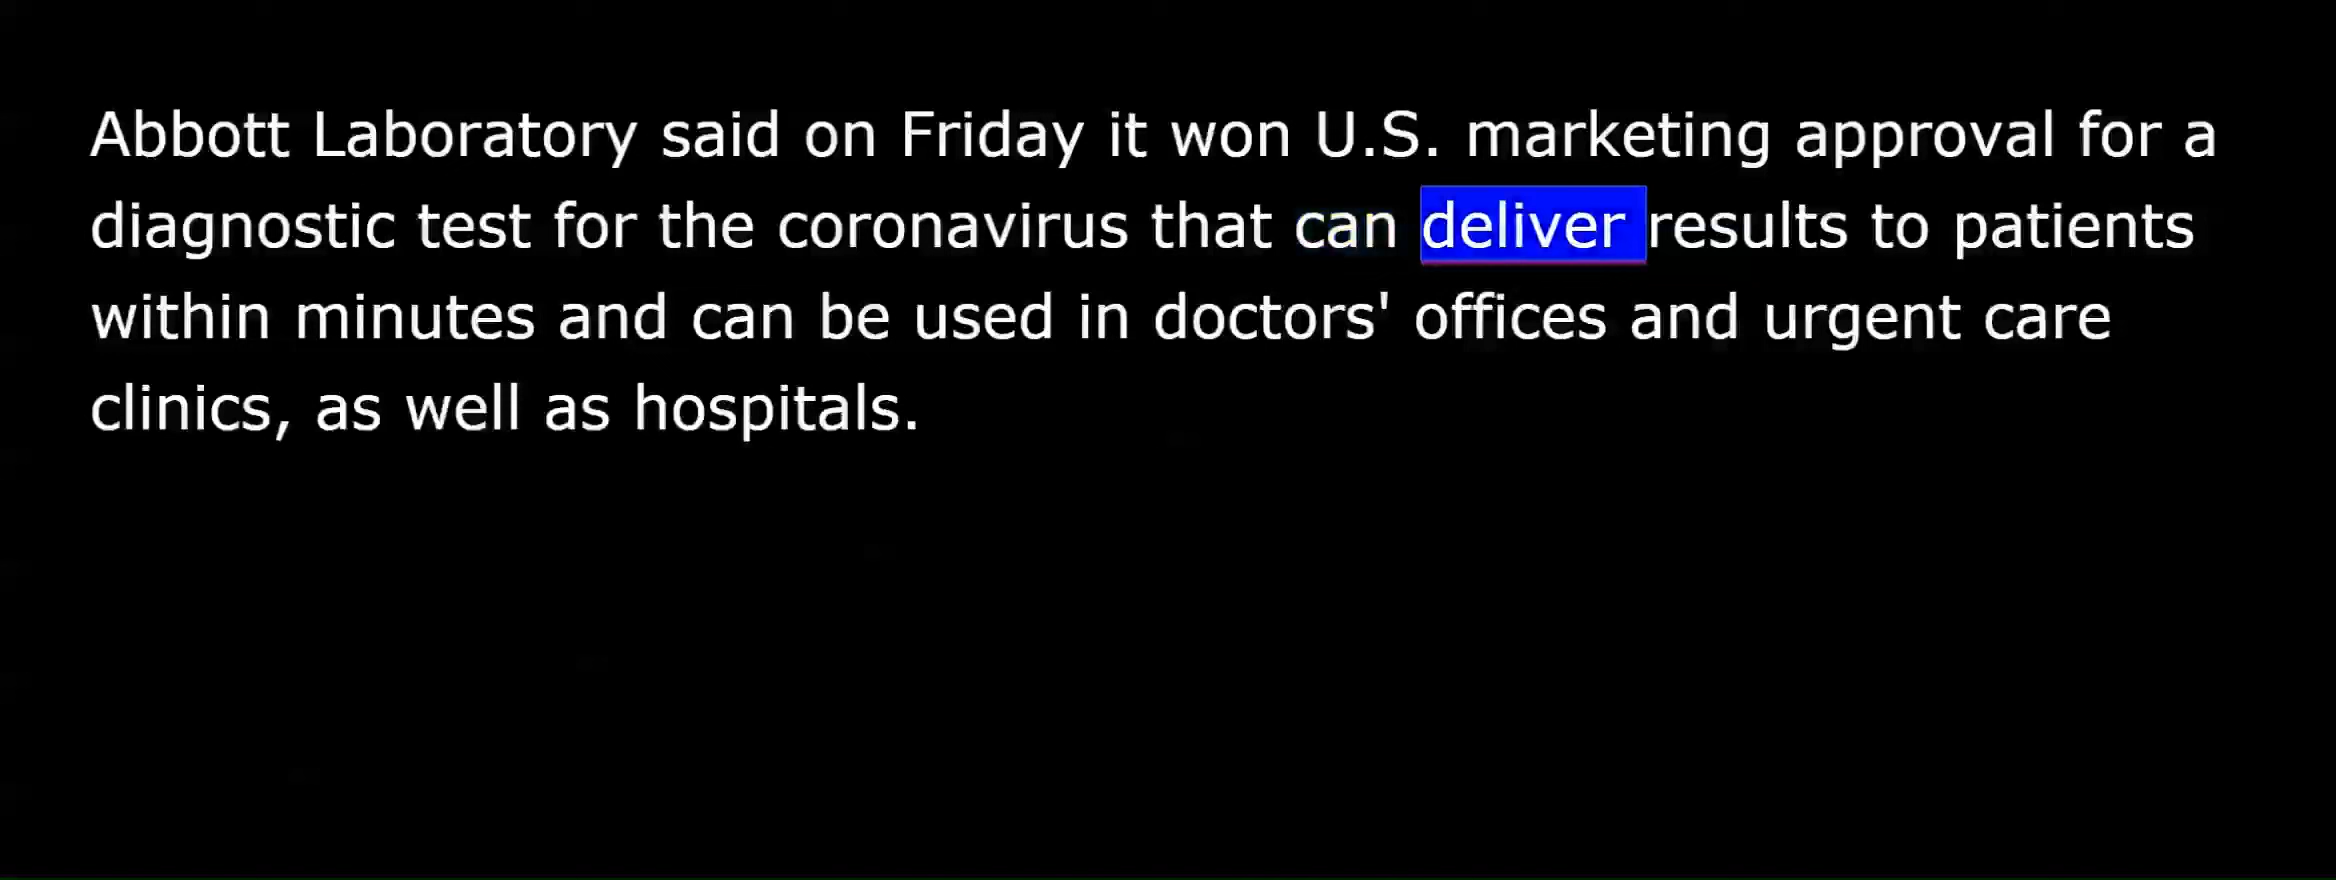 Abbott Laboratory said on Friday it won U.S. marketing approval for a
diagnostic test for the coronavirus that can deliver results to patients
within minutes and can be used in doctors' offices and urgent care
clinics, as well as hospitals.